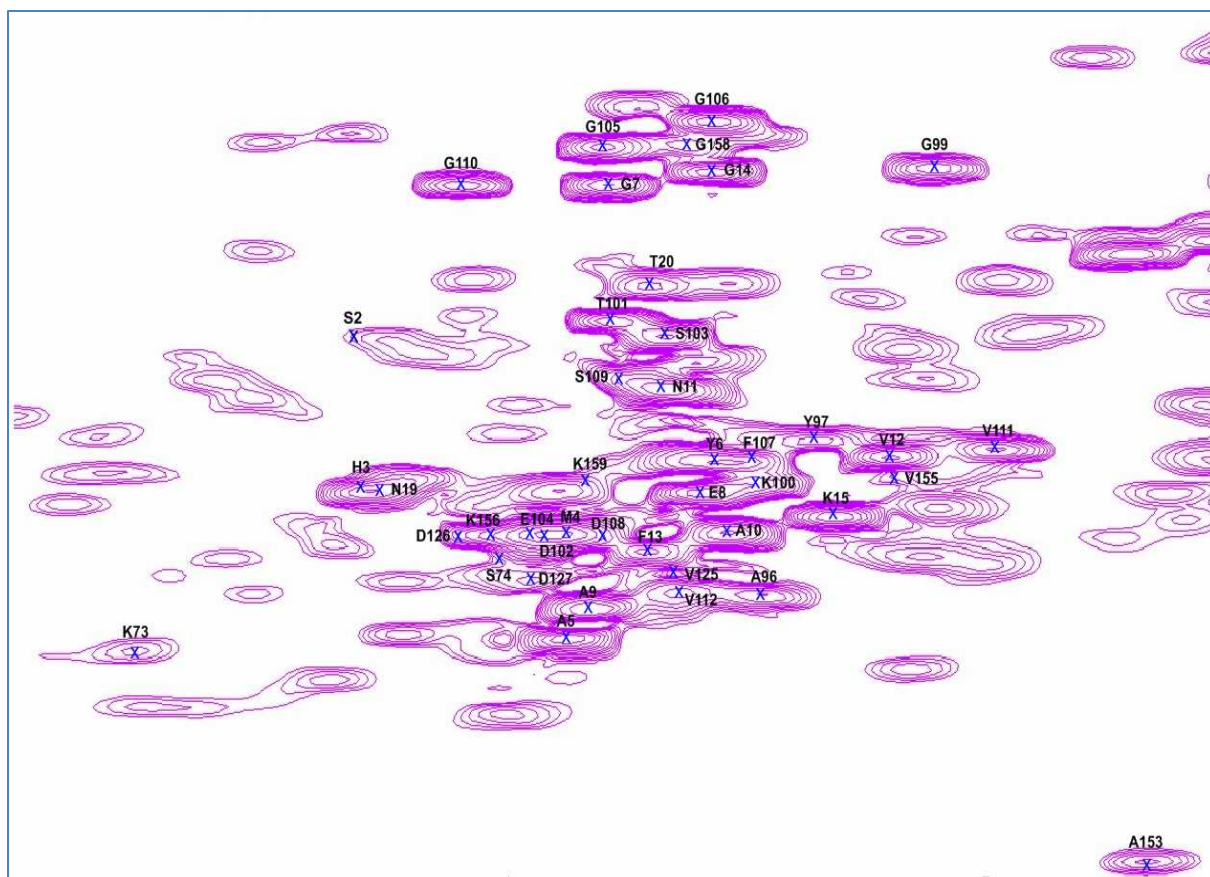 G106
G105
G158
G99
G110
G14
G7
T20
T101
S2
S103
S109
N11
Y97
V12
V111
Y6
F107
H3
K159
V155
N19
E8
K100
K15
D126
K156
E104
M4
D108
A10
D102
F13
S74
D127
V125
A96
A9
V112
K73
A5
A153